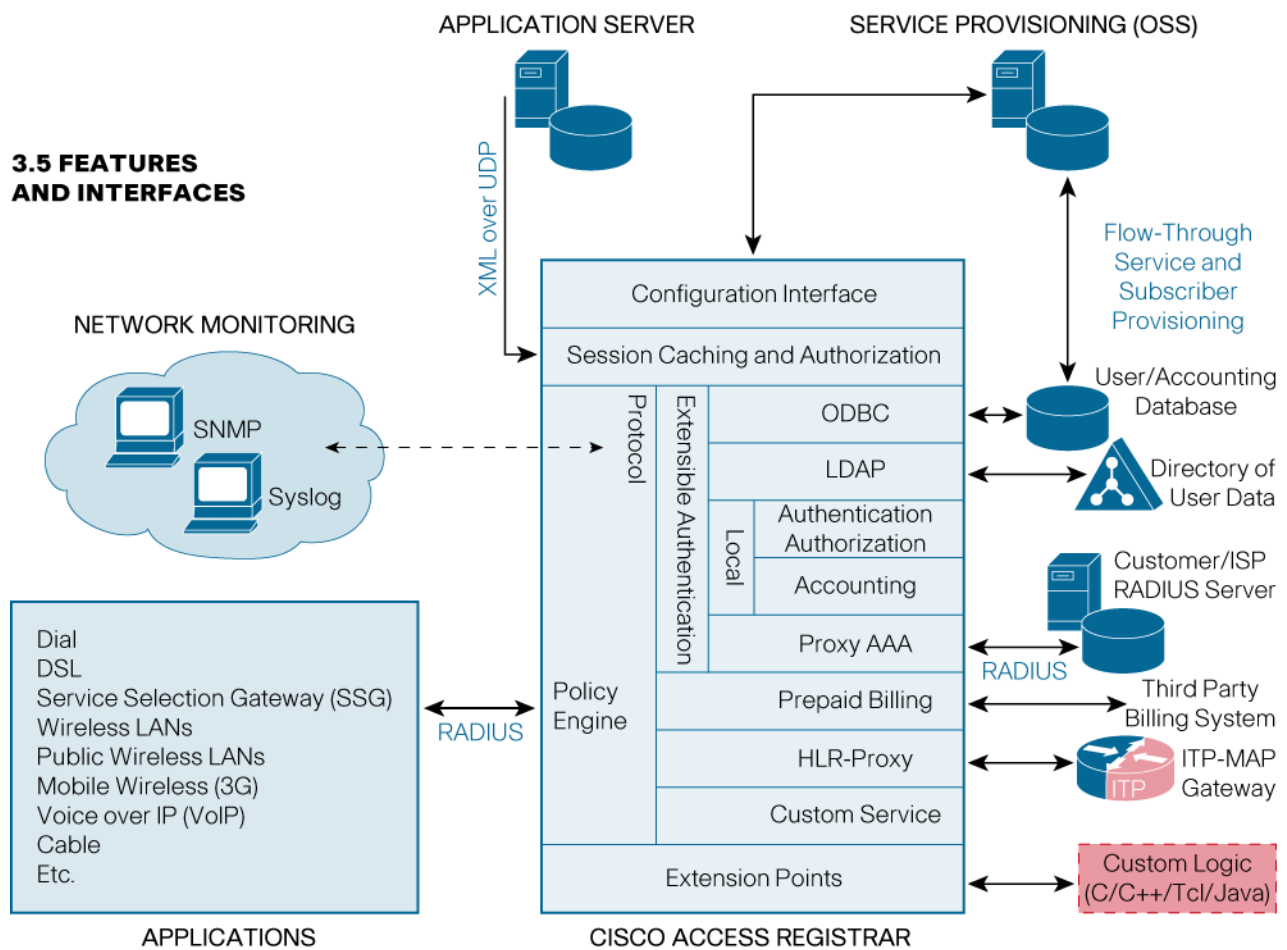 APPLICATION SERVER
SERVICE PROVISIONING (OSS)
3.5 FEATURES
AND INTERFACES
XML over UDP
Flow-Through
Service and
Subscriber
Provisioning
NETWORK MONITORING
SNMP
Syslog
Configuration Interface
Session Caching and Authorization
Protocol
Extensible Authentication
ODBC
LDAP
Local
Authentication
Authorization
Accounting
Proxy AAA
Policy
Engine
Prepaid Billing
HLR-Proxy
Custom Service
Extension Points
User/Accounting
Database
Directory of
User Data
Customer/ISP
RADIUS Server
RADIUS
Third Party
Billing System
ITP
ITP-MAP
Gateway
Custom Logic
(C/C++/Tcl/Java)
Dial
DSL
Service Selection Gateway (SSG)
Wireless LANs
Public Wireless LANs
Mobile Wireless (3G)
Voice over IP (VoIP)
Cable
Etc.
RADIUS
APPLICATIONS
CISCO ACCESS REGISTRAR